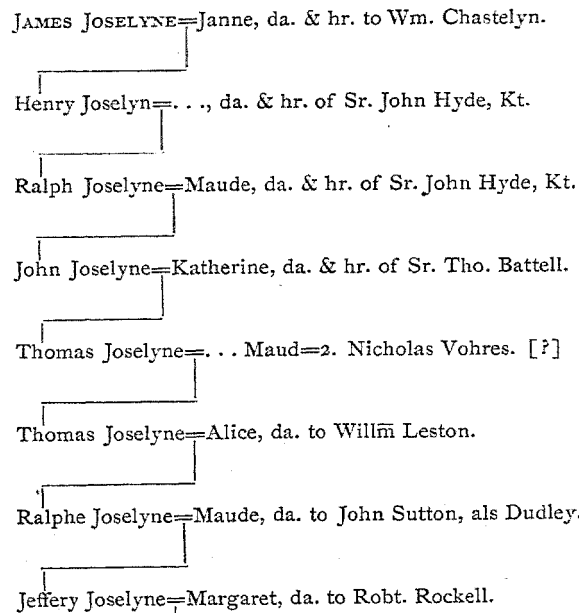 JAMES JOSELYNE=Janne, da. & hr. to Wm. Chastelyn.
Henry Joselyn=. . ., da. & hr. of Sr. John Hyde, Kt.
Ralph Joselyne=Maude, da. & hr. of Sr. John Hyde, Kt.
John Joselyne=Katherine, da. & hr. of Sr. Tho. Battell.
Thomas Joselyne=. . . Maud=2. Nicholas Vohres. [?]
Thomas Joselyne=Alice, da. to Willm̅ Leston.
Ralphe Joselyne=Maude, da. to John Sutton, als Dudley.
Jeffery Joselyne=Margaret, da. to Robt. Rockell.